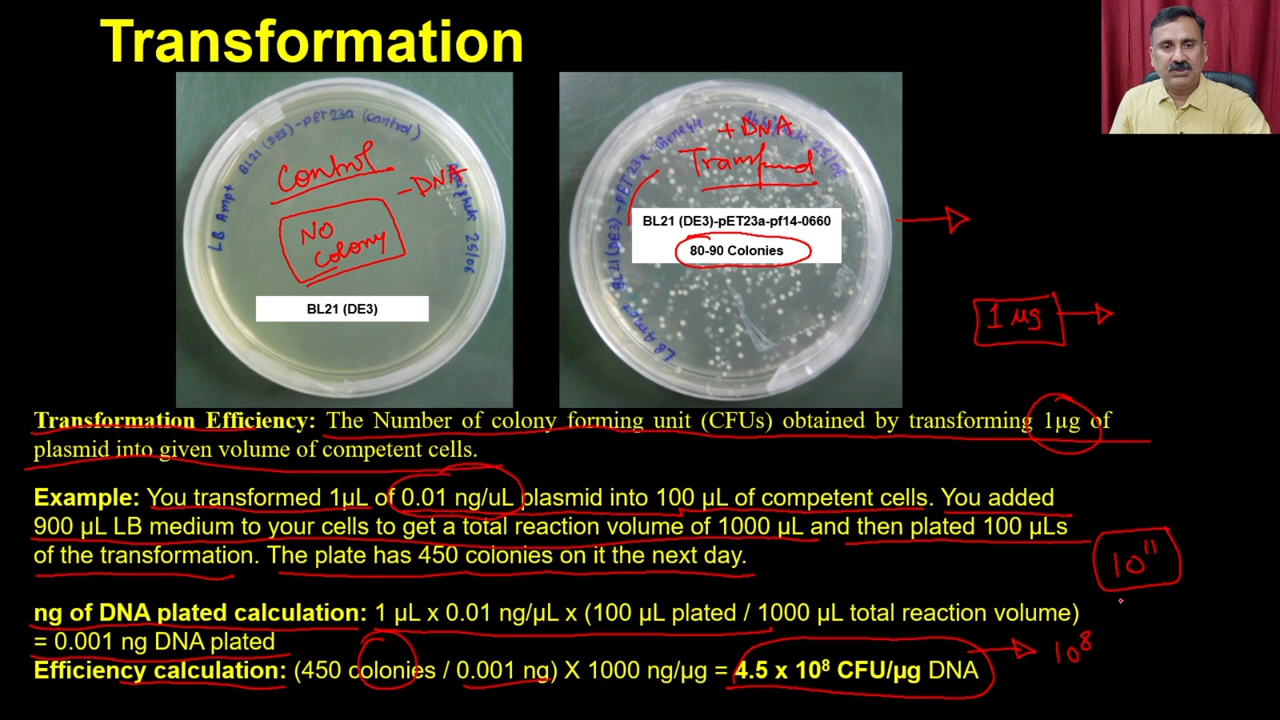 Transformation
BL21 (DE3)-pET23a (control)
LB Amp+
25/06
Control
-DNA
NO
Colony
BL21 (DE3)
25/06
+ DNA
BL21 (DE3)-pET23a-pf14-0660
80-90 Colonies
1 µg
Transformation Efficiency: The Number of colony forming unit (CFUs) obtained by transforming 1µg of
plasmid into given volume of competent cells.
Example: You transformed 1µL of 0.01 ng/uL plasmid into 100 µL of competent cells. You added
900 µL LB medium to your cells to get a total reaction volume of 1000 µL and then plated 100 µLs
of the transformation. The plate has 450 colonies on it the next day.
10¹¹
ng of DNA plated calculation: 1 µL x 0.01 ng/µL x (100 µL plated / 1000 µL total reaction volume)
= 0.001 ng DNA plated
Efficiency calculation: (450 colonies / 0.001 ng) X 1000 ng/µg = 4.5 x 10⁸ CFU/µg DNA
10⁸